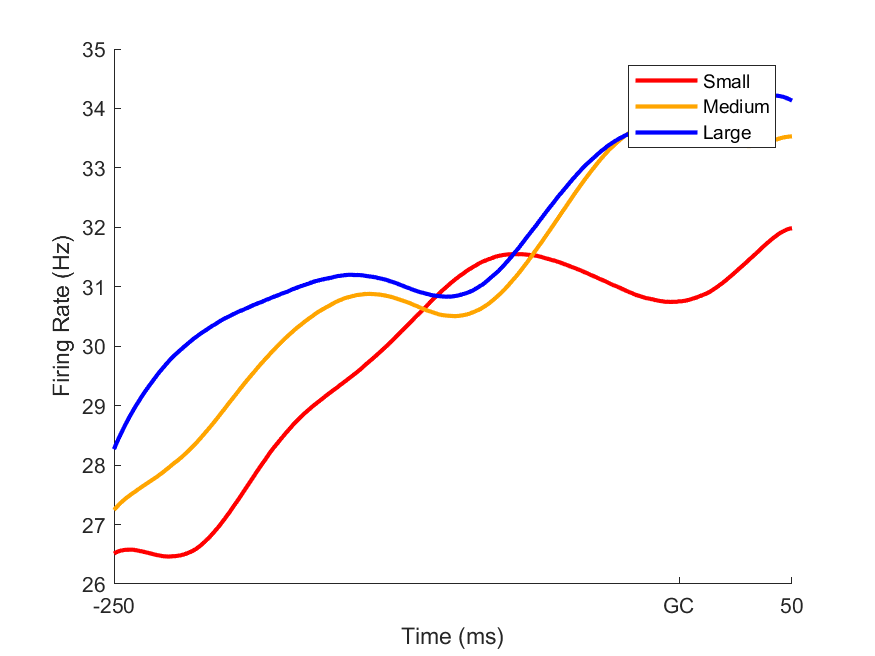 35
34
33
32
31
30
29
28
27
26
Firing Rate (Hz)
Small
Medium
Large
-250
GC
50
Time (ms)